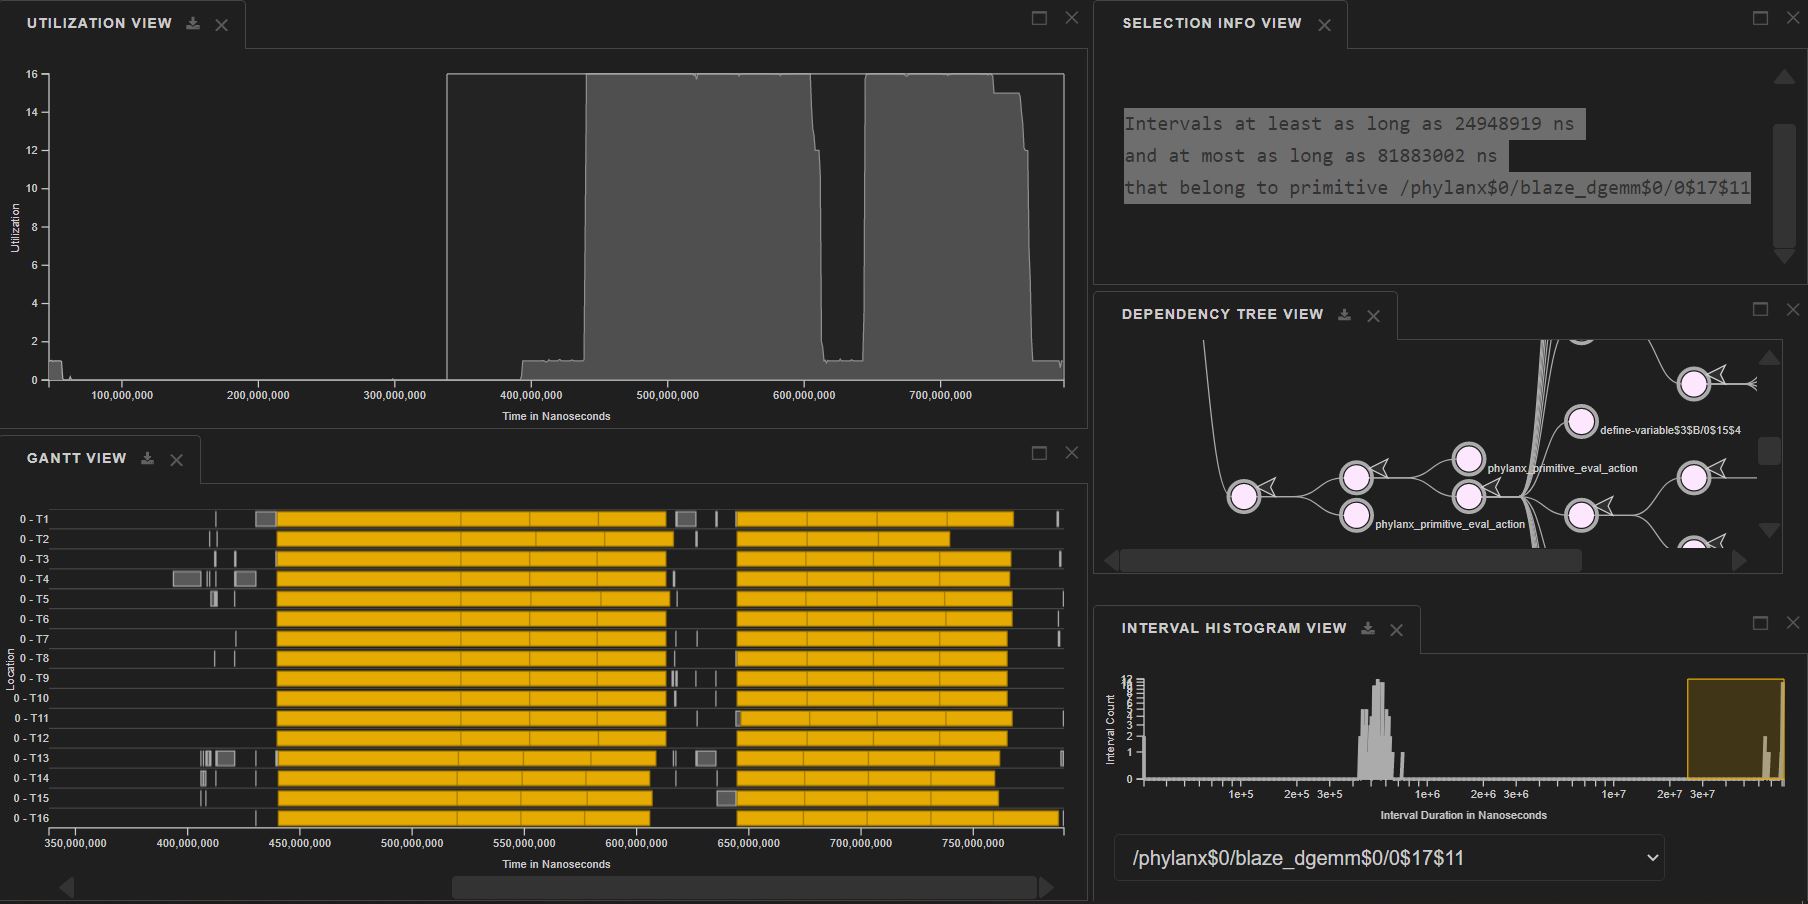 UTILIZATION VIEW
16
14
12
10
8
6
4
2
0
Utilization
100,000,000 200,000,000 300,000,000 400,000,000 500,000,000 600,000,000 700,000,000
Time in Nanoseconds
GANTT VIEW
0 - T1
0 - T2
0 - T3
0 - T4
0 - T5
0 - T6
0 - T7
0 - T8
0 - T9
0 - T10
0 - T11
0 - T12
0 - T13
0 - T14
0 - T15
0 - T16
Location
350,000,000 400,000,000 450,000,000 500,000,000 550,000,000 600,000,000 650,000,000 700,000,000 750,000,000
Time in Nanoseconds
SELECTION INFO VIEW
Intervals at least as long as 24948919 ns
and at most as long as 81883002 ns
that belong to primitive /phylanx$0/blaze_dgemm$0/0$17$11
DEPENDENCY TREE VIEW
define-variable$3$B/0$15$4
phylanx_primitive_eval_action
phylanx_primitive_eval_action
INTERVAL HISTOGRAM VIEW
12
6
5
4
3
2
1
0
Interval Count
1e+5 2e+5 3e+5 1e+6 2e+6 3e+6 1e+7 2e+7 3e+7
Interval Duration in Nanoseconds
/phylanx$0/blaze_dgemm$0/0$17$11